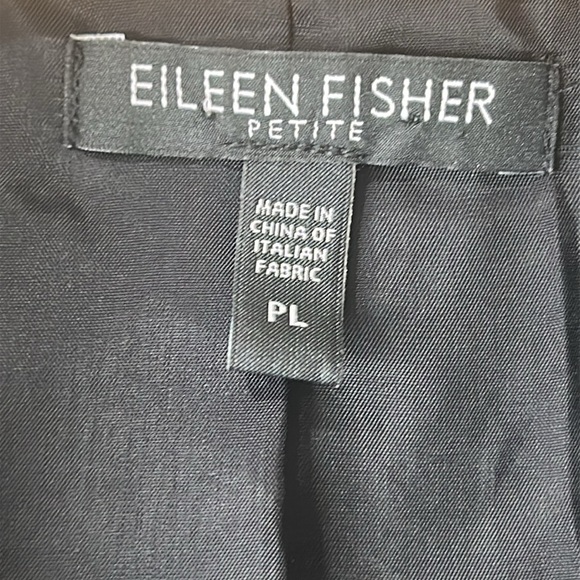 EILEEN FISHER
PETITE
MADE IN
CHINA OF
ITALIAN
FABRIC
PL